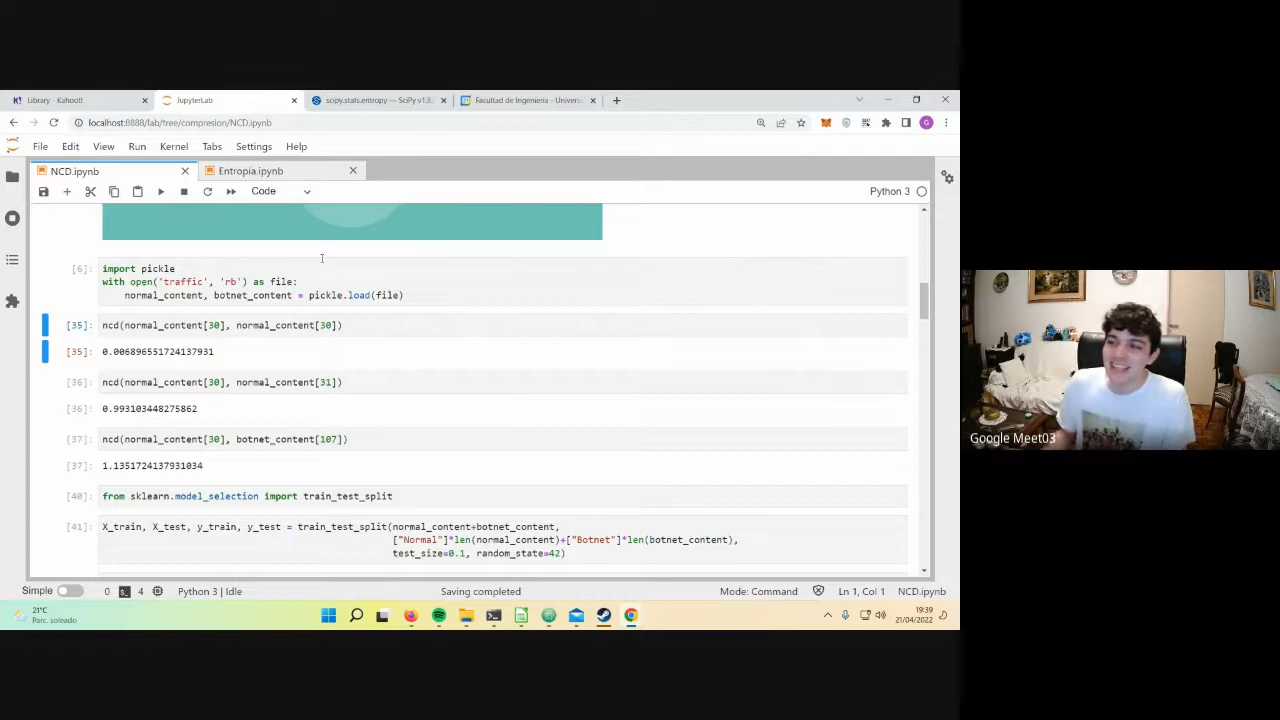 Library - Kahoot!
JupyterLab
scipy.stats.entropy — SciPy v1.8.
Facultad de Ingeniería - Univers
localhost:8888/lab/tree/compresion/NCD.ipynb
G
File Edit View Run Kernel Tabs Settings Help
NCD.ipynb
Entropía.ipynb
Code
Python 3
[6]: import pickle
with open('traffic', 'rb') as file:
normal_content, botnet_content = pickle.load(file)
[35]: ncd(normal_content[30], normal_content[30])
[35]: 0.006896551724137931
[36]: ncd(normal_content[30], normal_content[31])
[36]: 0.993103448275862
[37]: ncd(normal_content[30], botnet_content[107])
[37]: 1.1351724137931034
[40]: from sklearn.model_selection import train_test_split
[41]: X_train, X_test, y_train, y_test = train_test_split(normal_content+botnet_content,
["Normal"]*len(normal_content)+["Botnet"]*len(botnet_content),
test_size=0.1, random_state=42)
Simple 0 4 Python 3 | Idle Saving completed Mode: Command Ln 1, Col 1 NCD.ipynb
21°C
Parc. soleado
19:39
21/04/2022
Google Meet03